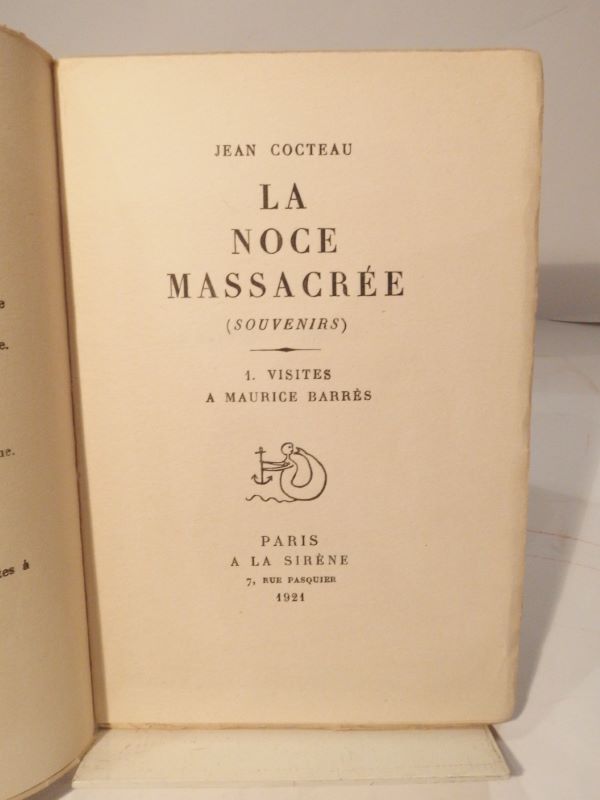 JEAN COCTEAU
LA
NOCE
MASSACRÉE
(SOUVENIRS)
1. VISITES
A MAURICE BARRÈS
PARIS
A LA SIRÈNE
7, RUE PASQUIER
1921